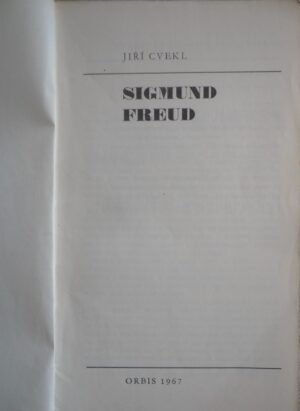 JIŘÍ CVEKL
SIGMUND
FREUD
ORBIS 1967